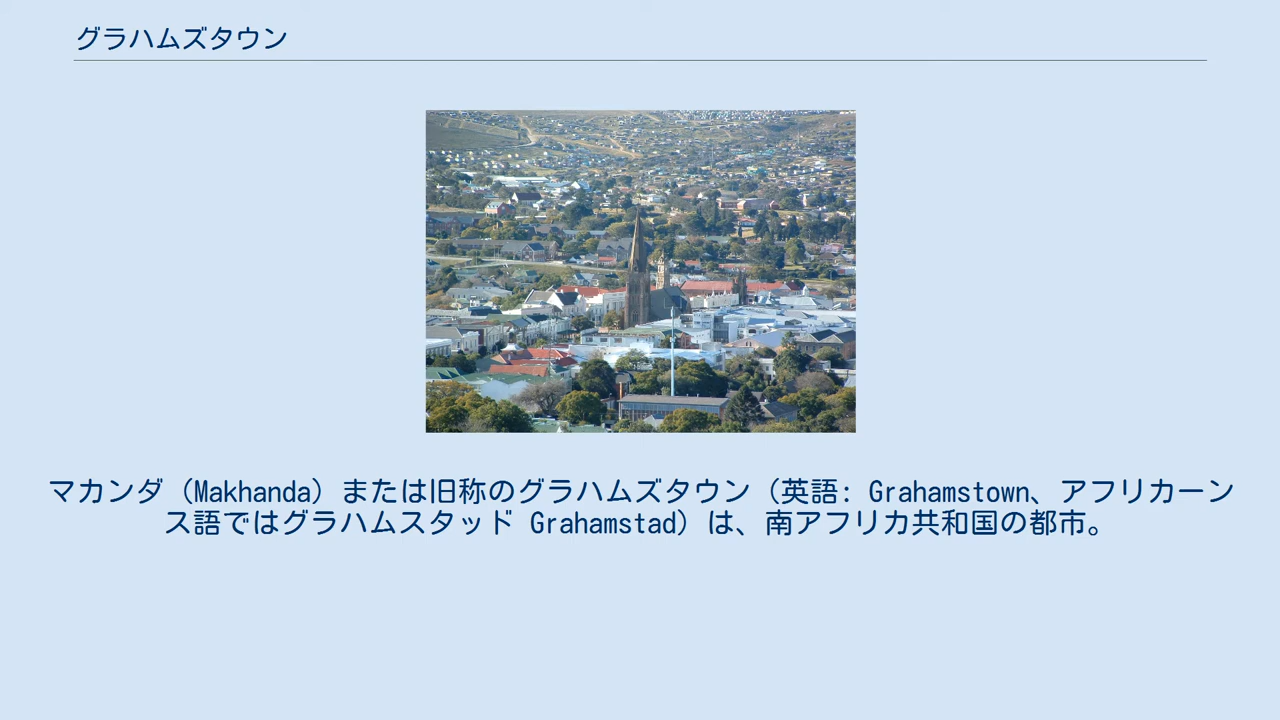 グラハムズタウン
マカンダ（Makhanda）または旧称のグラハムズタウン（英語: Grahamstown、アフリカーン
ス語ではグラハムスタッド Grahamstad）は、南アフリカ共和国の都市。